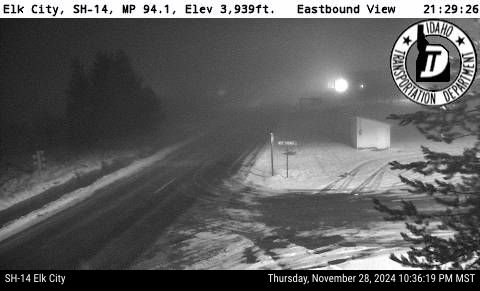 Elk City, SH-14, MP 94.1, Elev 3,939ft. Eastbound View 21:29:26
IDAHO
TRANSPORTATION DEPARTMENT
SH-14 Elk City Thursday, November 28, 2024 10:36:19 PM MST